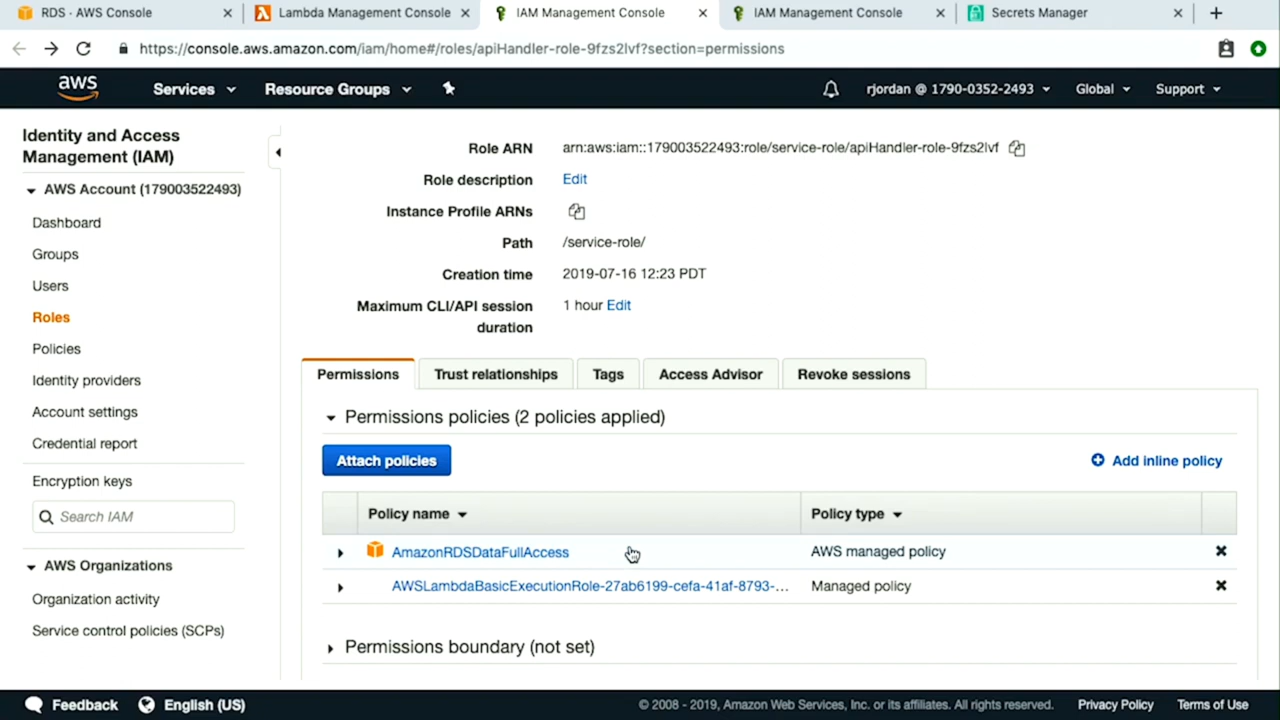 RDS · AWS Console
Lambda Management Console
IAM Management Console
IAM Management Console
Secrets Manager
https://console.aws.amazon.com/iam/home#/roles/apiHandler-role-9fzs2lvf?section=permissions
aws
Services
Resource Groups
rjordan @ 1790-0352-2493
Global
Support
Identity and Access
Management (IAM)
AWS Account (179003522493)
Dashboard
Groups
Users
Roles
Policies
Identity providers
Account settings
Credential report
Encryption keys
Search IAM
AWS Organizations
Organization activity
Service control policies (SCPs)
Role ARN arn:aws:iam::179003522493:role/service-role/apiHandler-role-9fzs2lvf
Role description Edit
Instance Profile ARNs
Path /service-role/
Creation time 2019-07-16 12:23 PDT
Maximum CLI/API session 1 hour Edit
duration
Permissions Trust relationships Tags Access Advisor Revoke sessions
Permissions policies (2 policies applied)
Attach policies Add inline policy
Policy name Policy type
AmazonRDSDataFullAccess AWS managed policy
AWSLambdaBasicExecutionRole-27ab6199-cefa-41af-8793-... Managed policy
Permissions boundary (not set)
Feedback English (US) © 2008 - 2019, Amazon Web Services, Inc. or its affiliates. All rights reserved. Privacy Policy Terms of Use